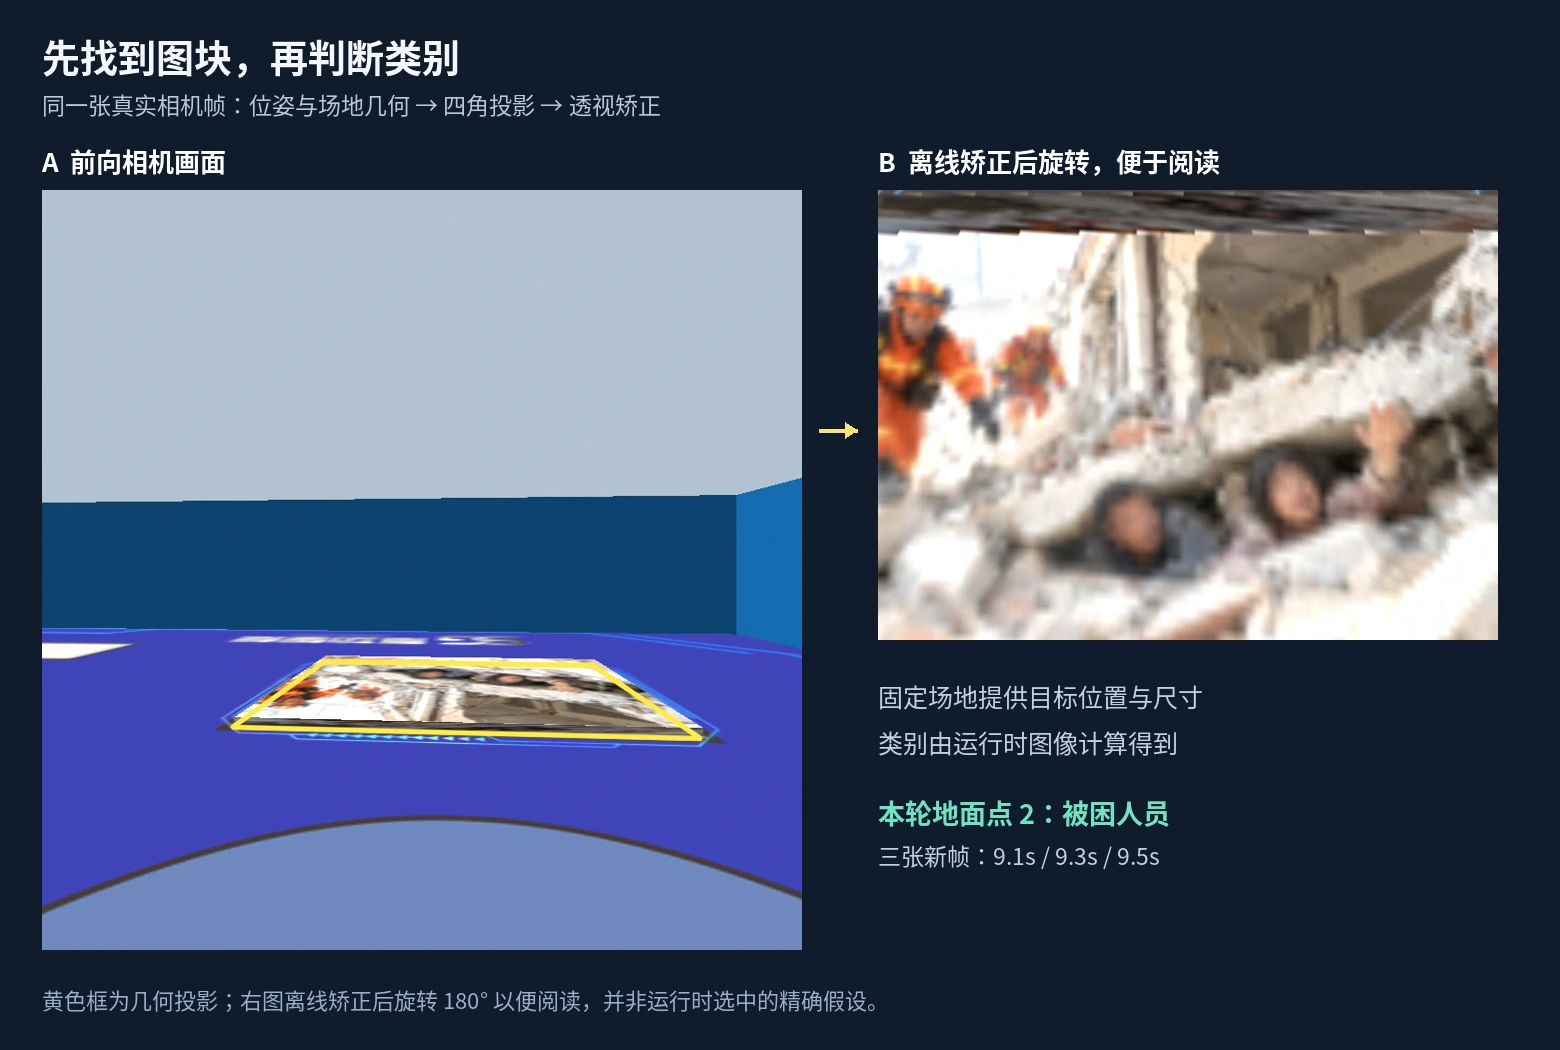 先找到图块，再判断类别
同一张真实相机帧：位姿与场地几何 → 四角投影 → 透视矫正
A 前向相机画面
B 离线矫正后旋转，便于阅读
固定场地提供目标位置与尺寸
类别由运行时图像计算得到
本轮地面点 2：被困人员
三张新帧：9.1s / 9.3s / 9.5s
黄色框为几何投影；右图离线矫正后旋转 180° 以便阅读，并非运行时选中的精确假设。